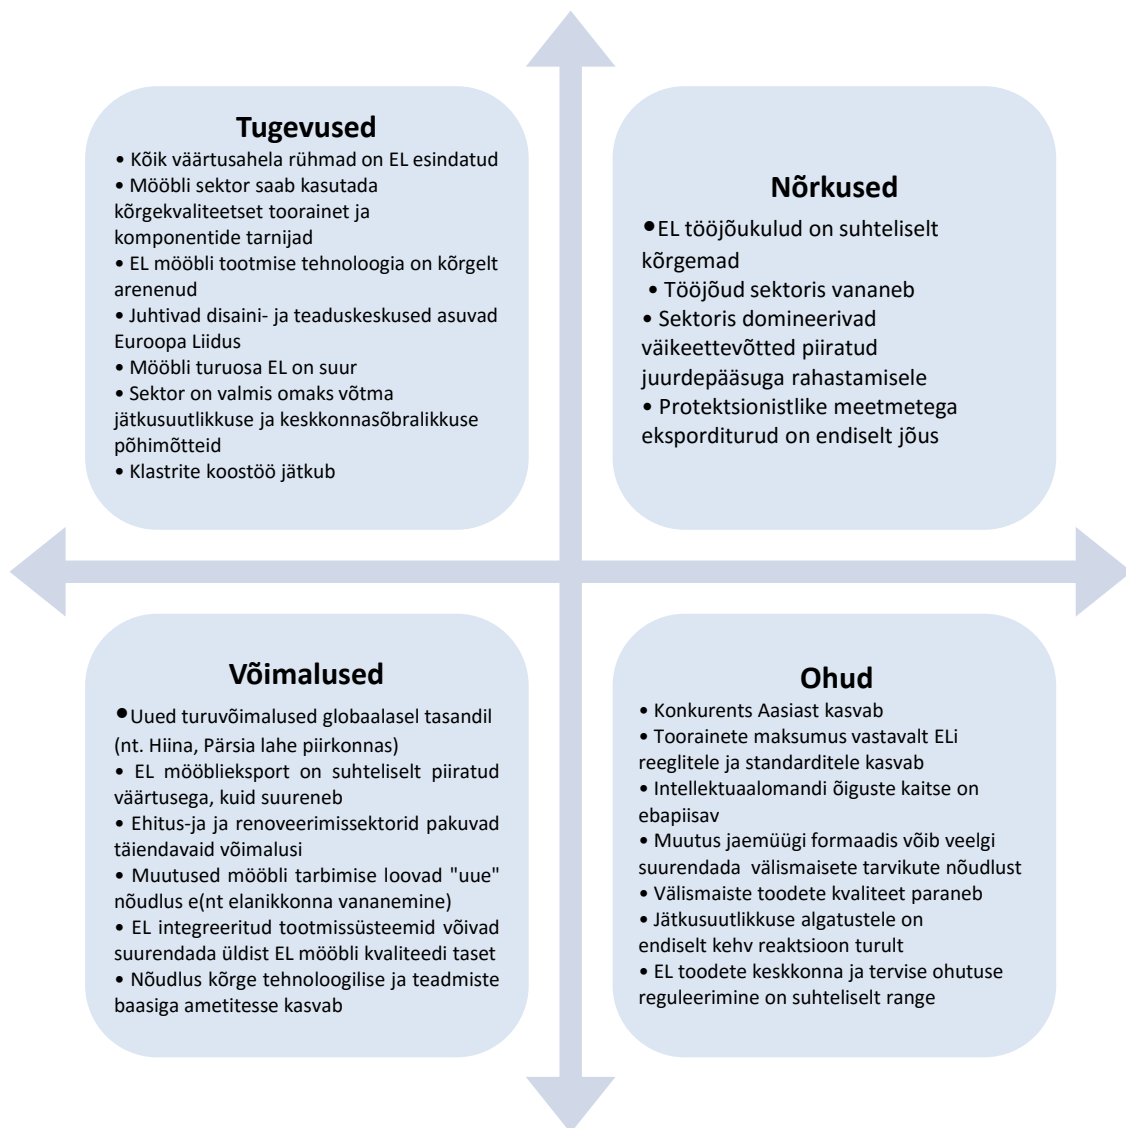 Tugevused
• Kõik väärtusahela rühmad on EL esindatud
• Mööbli sektor saab kasutada
kõrgekvaliteetset toorainet ja
komponentide tarnijad
• EL mööbli tootmise tehnoloogia on kõrgelt
arenenud
• Juhtivad disaini- ja teaduskeskused asuvad
Euroopa Liidus
• Mööbli turuosa EL on suur
• Sektor on valmis omaks võtma
jätkusuutlikkuse ja keskkonnasõbralikkuse
põhimõtteid
• Klastrite koostöö jätkub
Nõrkused
•EL tööjõukulud on suhteliselt
kõrgemad
• Tööjõud sektoris vananeb
• Sektoris domineerivad
väikeettevõtted piiratud
juurdepääsuga rahastamisele
• Protektsionistlike meetmetega
eksporditurud on endiselt jõus
Võimalused
•Uued turuvõimalused globaalasel tasandil
(nt. Hiina, Pärsia lahe piirkonnas)
• EL mööblieksport on suhteliselt piiratud
väärtusega, kuid suureneb
• Ehitus-ja ja renoveerimissektorid pakuvad
täiendavaid võimalusi
• Muutused mööbli tarbimise loovad "uue"
nõudlus e(nt elanikkonna vananemine)
• EL integreeritud tootmissüsteemid võivad
suurendada üldist EL mööbli kvaliteedi taset
• Nõudlus kõrge tehnoloogilise ja teadmiste
baasiga ametitesse kasvab
Ohud
• Konkurents Aasiast kasvab
• Toorainete maksumus vastavalt ELi
reeglitele ja standarditele kasvab
• Intellektuaalomandi õiguste kaitse on
ebapiisav
• Muutus jaemüügi formaadis võib veelgi
suurendada välismaisete tarvikute nõudlust
• Välismaiste toodete kvaliteet paraneb
• Jätkusuutlikkuse algatustele on
endiselt kehv reaktsioon turult
• EL toodete keskkonna ja tervise ohutuse
reguleerimine on suhteliselt range